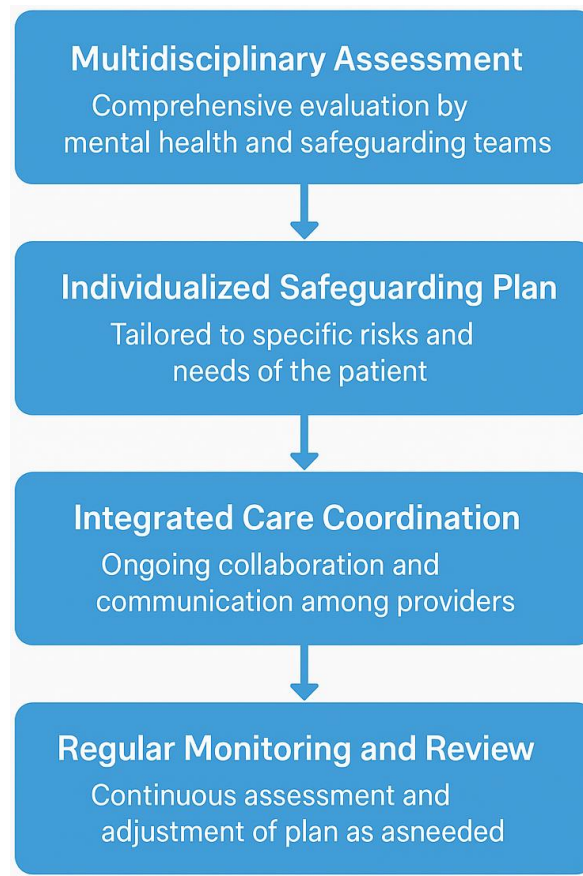 Multidisciplinary Assessment
Comprehensive evaluation by
mental health and safeguarding teams
Individualized Safeguarding Plan
Tailored to specific risks and
needs of the patient
Integrated Care Coordination
Ongoing collaboration and
communication among providers
Regular Monitoring and Review
Continuous assessment and
adjustment of plan as asneeded